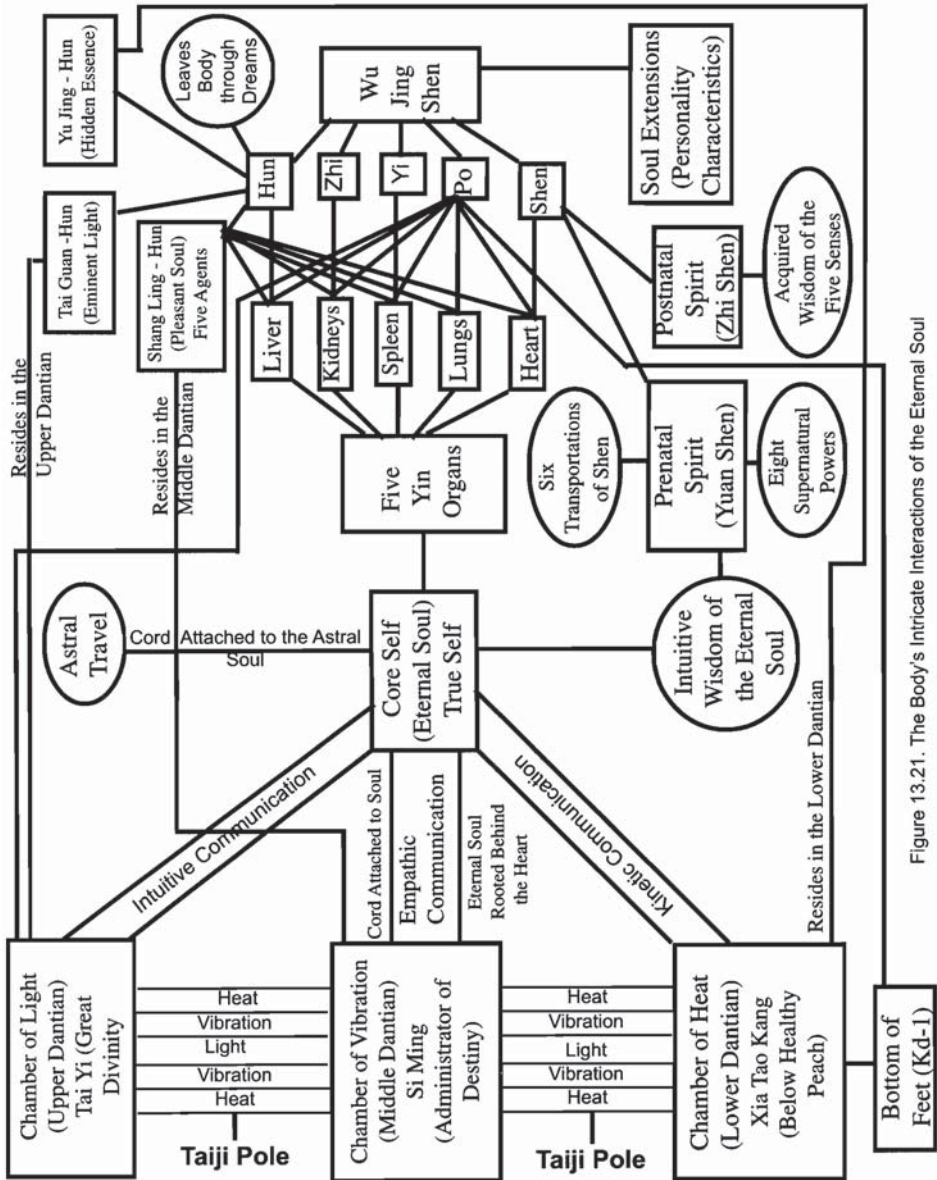 Chamber of Light
(Upper Dantian)
Tai Yi (Great
Divinity
Heat
Vibration
Light
Vibration
Heat
Taiji Pole
Chamber of Vibration
(Middle Dantian)
Si Ming
(Administrator of
Destiny)
Heat
Vibration
Light
Vibration
Heat
Taiji Pole
Chamber of Heat
(Lower Dantian)
Xia Tao Kang
(Below Healthy
Peach)
Bottom of
Feet (Kd-1)
Intuitive Communication
Cord Attached to Soul
Empathic
Communication
Eternal Soul
Rooted Behind
the Heart
Kinetic Communication
Resides in the Lower Dantian
Astral
Travel
Cord Attached to the Astral
Soul
Core Self
(Eternal Soul)
True Self
Intuitive
Wisdom of
the Eternal
Soul
Resides in the
Upper Dantian
Resides in the
Middle Dantian
Five
Yin
Organs
Six
Transportations
of Shen
Prenatal
Spirit
(Yuan Shen)
Eight
Supernatural
Powers
Liver
Kidneys
Spleen
Lungs
Heart
Tai Guan -Hun
(Eminent Light)
Shang Ling - Hun
(Pleasant Soul)
Five Agents
Yu Jing - Hun
(Hidden Essence)
Leaves
Body
through
Dreams
Hun
Zhi
Yi
Po
Shen
Wu
Jing
Shen
Postnatal
Spirit
(Zhi Shen)
Acquired
Wisdom of the
Five Senses
Soul Extensions
(Personality
Characteristics)
Figure 13.21. The Body's Intricate Interactions of the Eternal Soul